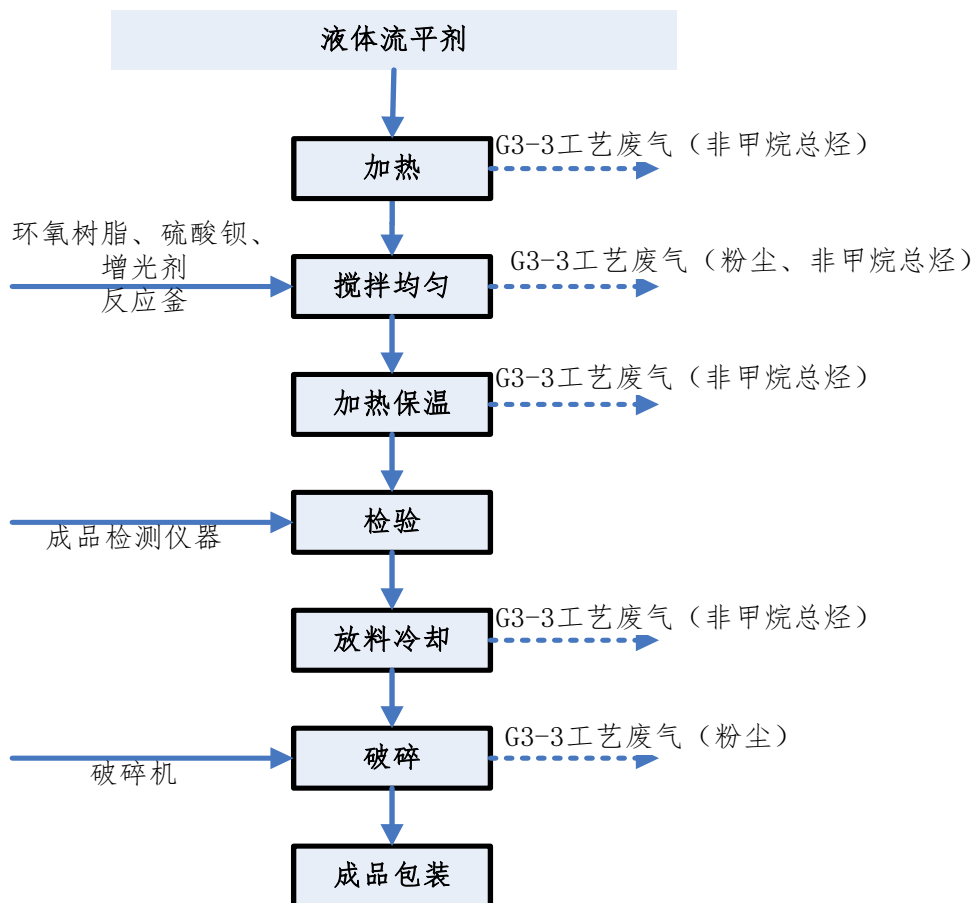 液体流平剂
加热
G3-3工艺废气（非甲烷总烃）
环氧树脂、硫酸钡、
增光剂
反应釜
搅拌均匀
G3-3工艺废气（粉尘、非甲烷总烃）
加热保温
G3-3工艺废气（非甲烷总烃）
成品检测仪器
检验
放料冷却
G3-3工艺废气（非甲烷总烃）
破碎机
破碎
G3-3工艺废气（粉尘）
成品包装